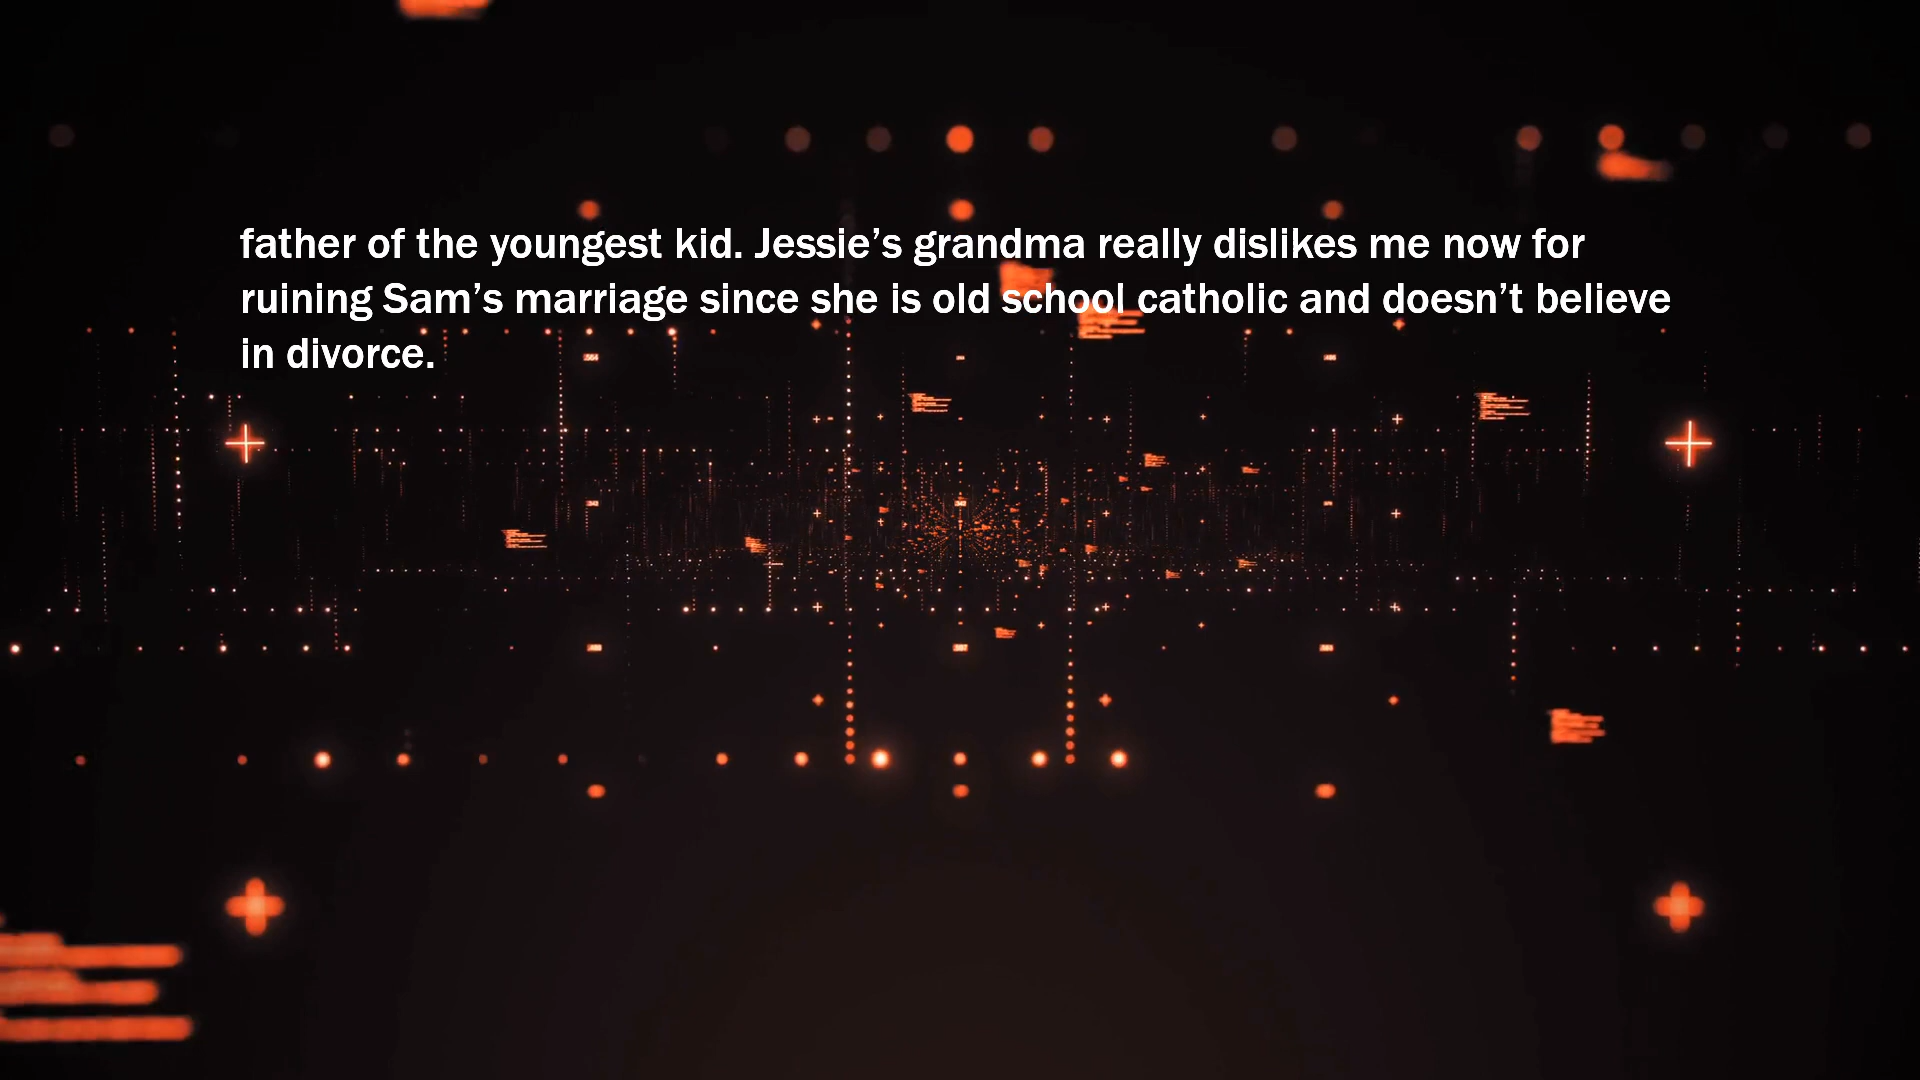 father of the youngest kid. Jessie’s grandma really dislikes me now for
ruining Sam’s marriage since she is old school catholic and doesn’t believe
in divorce.